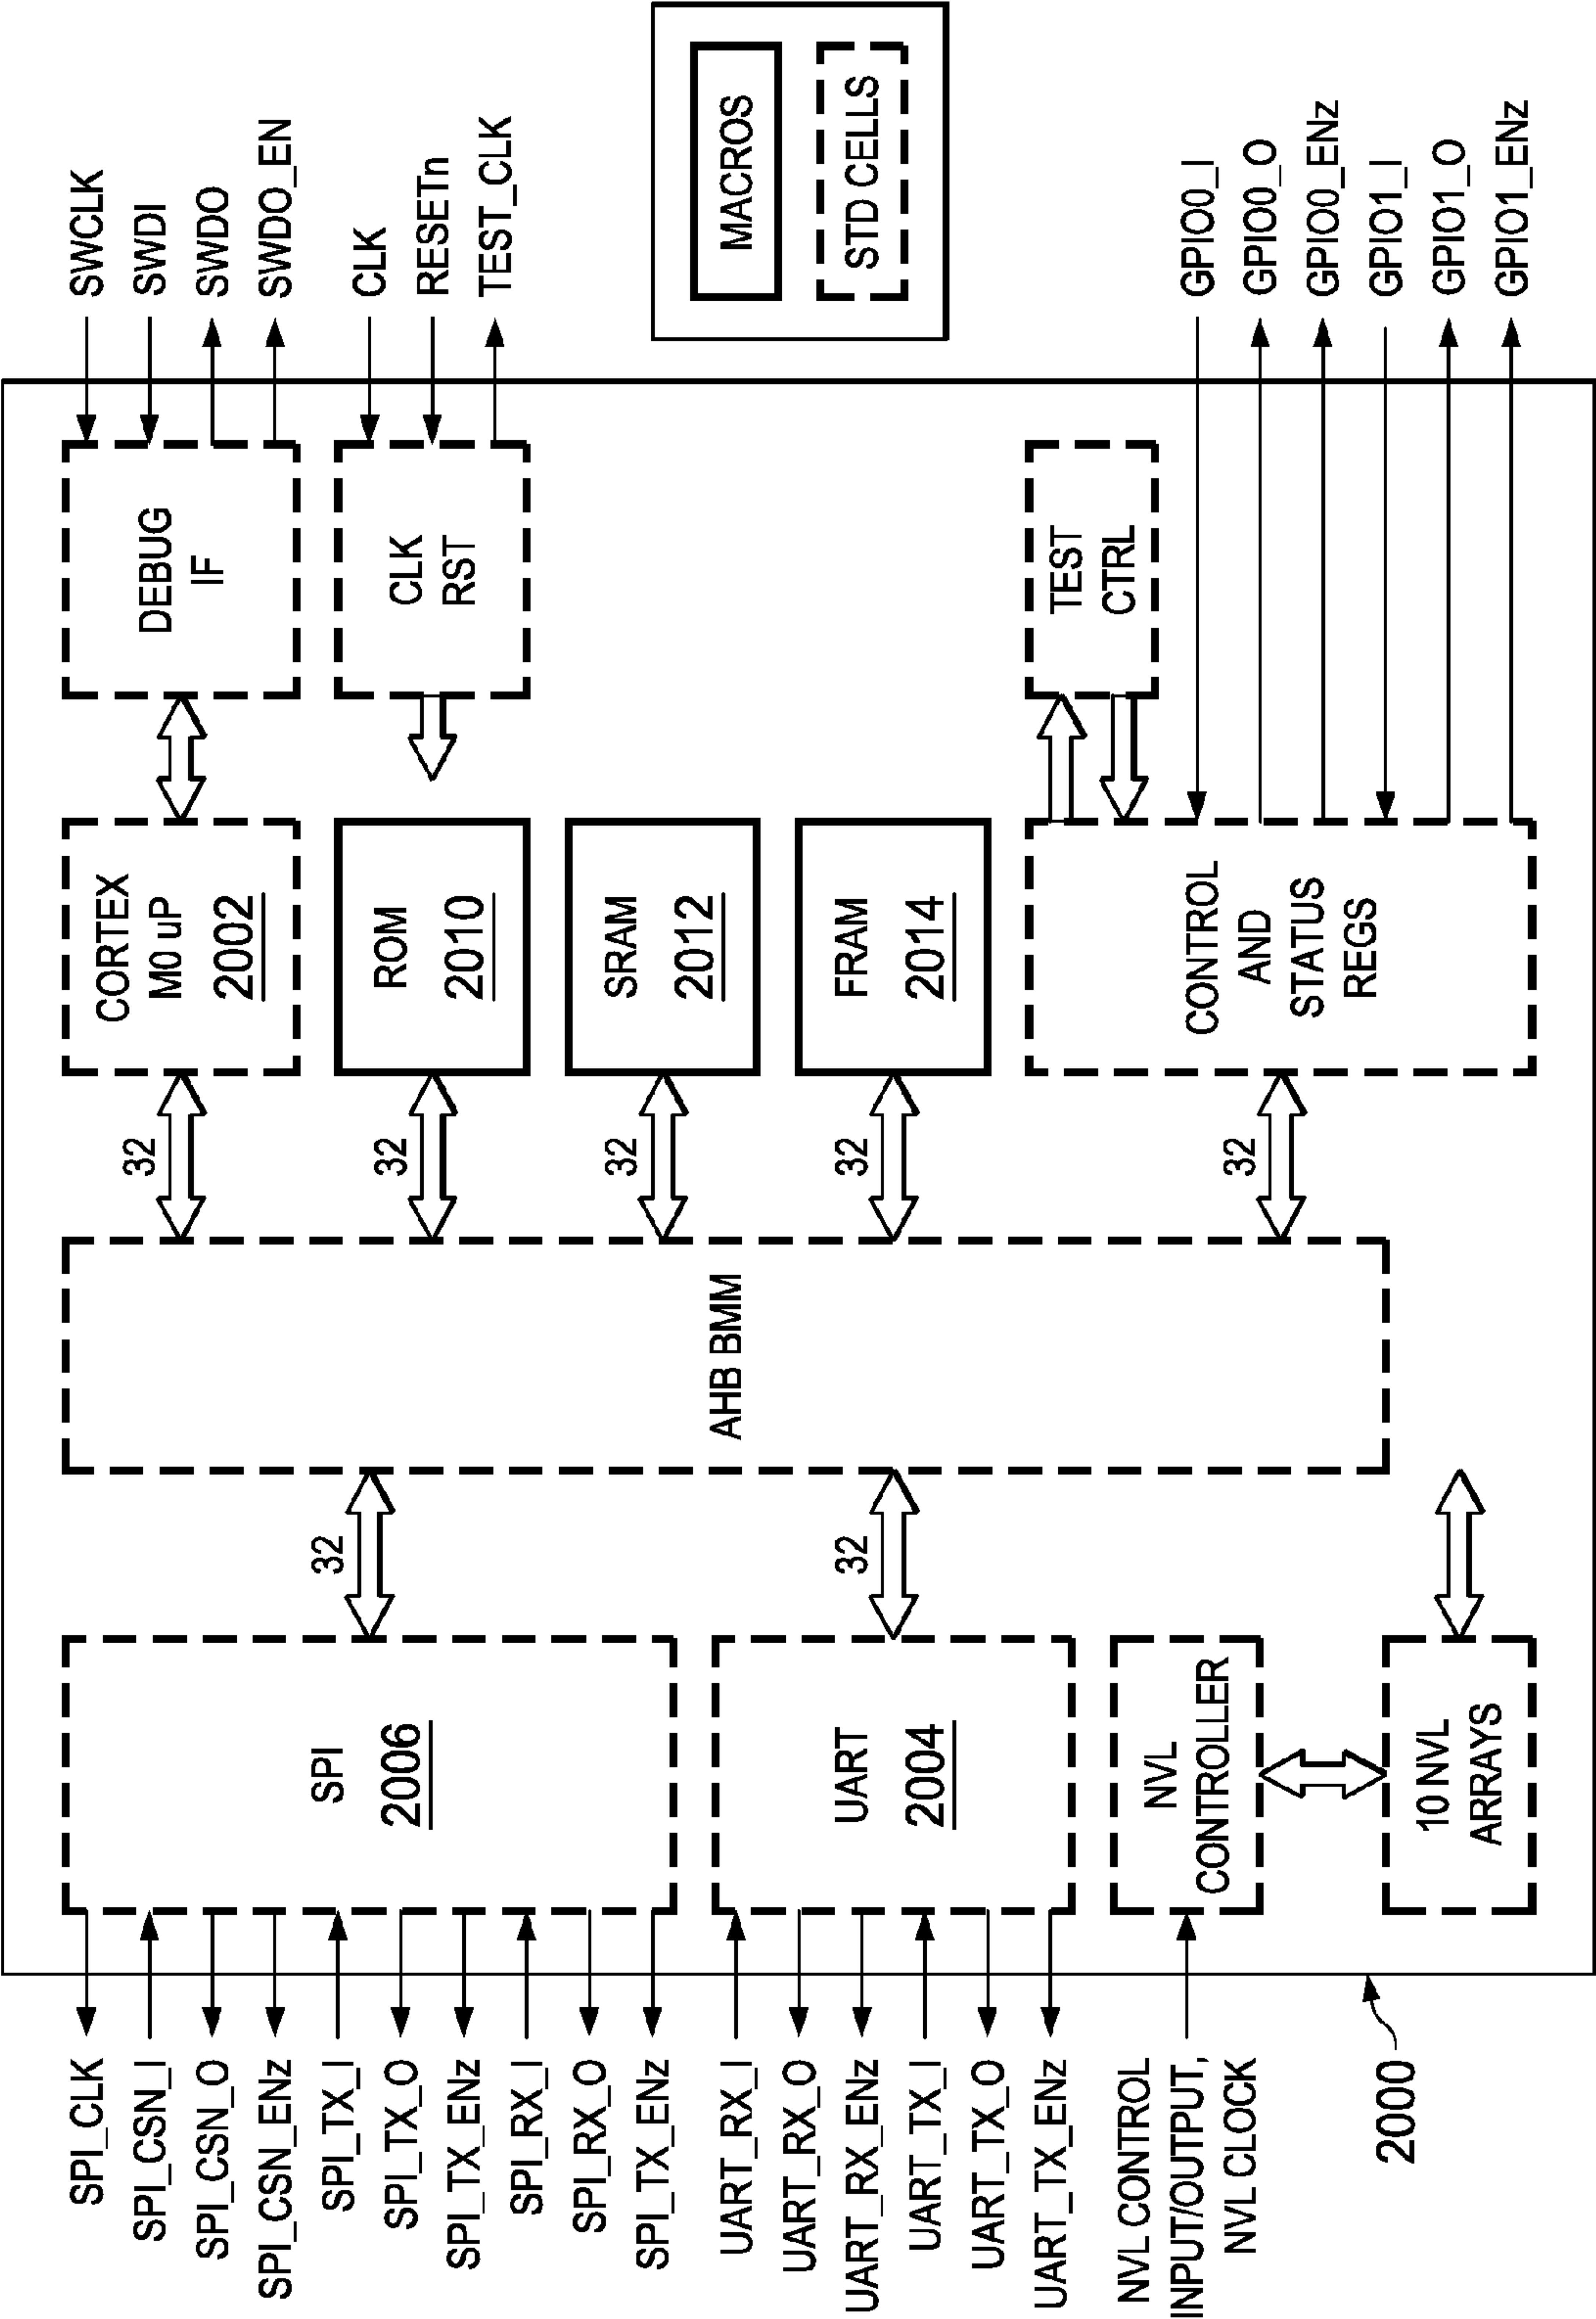 SPI_CLK
SPI_CSN_I
SPI_CSN_O
SPI_CSN_ENz
SPI_TX_I
SPI_TX_O
SPI_TX_ENz
SPI_RX_I
SPI_RX_O
SPI_TX_ENz
UART_RX_I
UART_RX_O
UART_RX_ENz
UART_TX_I
UART_TX_O
UART_TX_ENz
NVL CONTROL
INPUT/OUTPUT,
NVL CLOCK
2000
SPI
2006
UART
2004
NVL
CONTROLLER
10 NVL
ARRAYS
32
32
AHB BMM
32
32
32
32
32
CORTEX
M0 uP
2002
ROM
2010
SRAM
2012
FRAM
2014
CONTROL
AND
STATUS
REGS
DEBUG
IF
CLK
RST
TEST
CTRL
SWCLK
SWDI
SWDO
SWDO_EN
CLK
RESETn
TEST_CLK
MACROS
STD CELLS
GPIO0_I
GPIO0_O
GPIO0_ENz
GPIO1_I
GPIO1_O
GPIO1_ENz